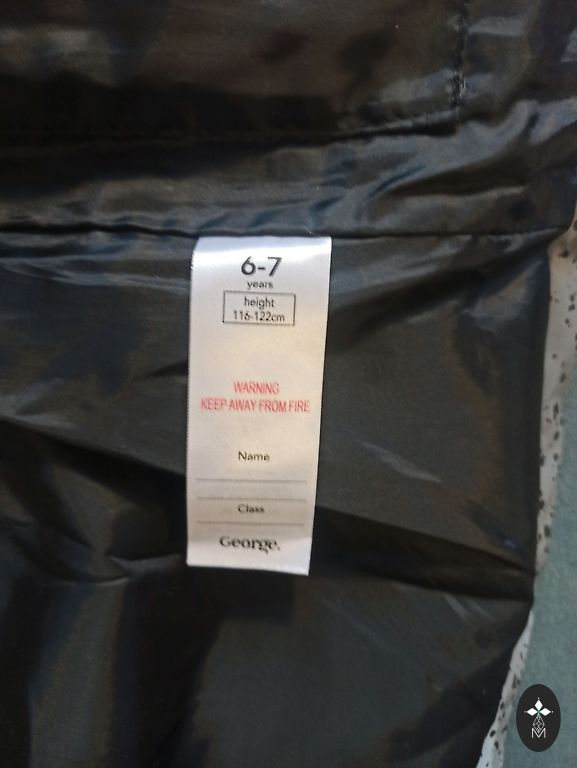 6-7
years
height
116-122cm
WARNING
KEEP AWAY FROM FIRE
Name
Class
George.
M